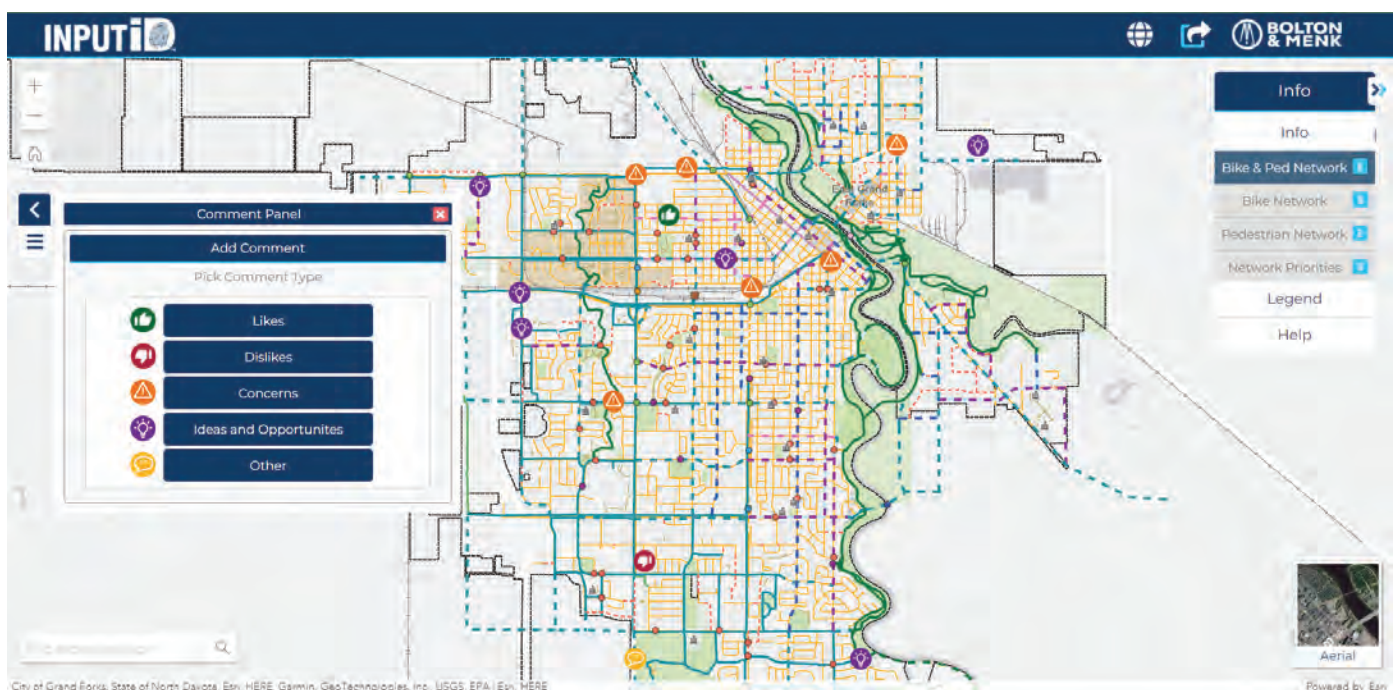 INPUTiD
BOLTON
& MENK
Info
Info
Bike & Ped Network
Bike Network
Pedestrian Network
Network Priorities
Legend
Help
Comment Panel
Add Comment
Pick Comment Type
Likes
Dislikes
Concerns
Ideas and Opportunites
Other
East Grand
Forks
Aerial
City of Grand Forks, State of North Dakota, Esri, HERE, Garmin, GeoTechnologies, Inc., USGS, EPA | Esri, HERE
Powered by Esri